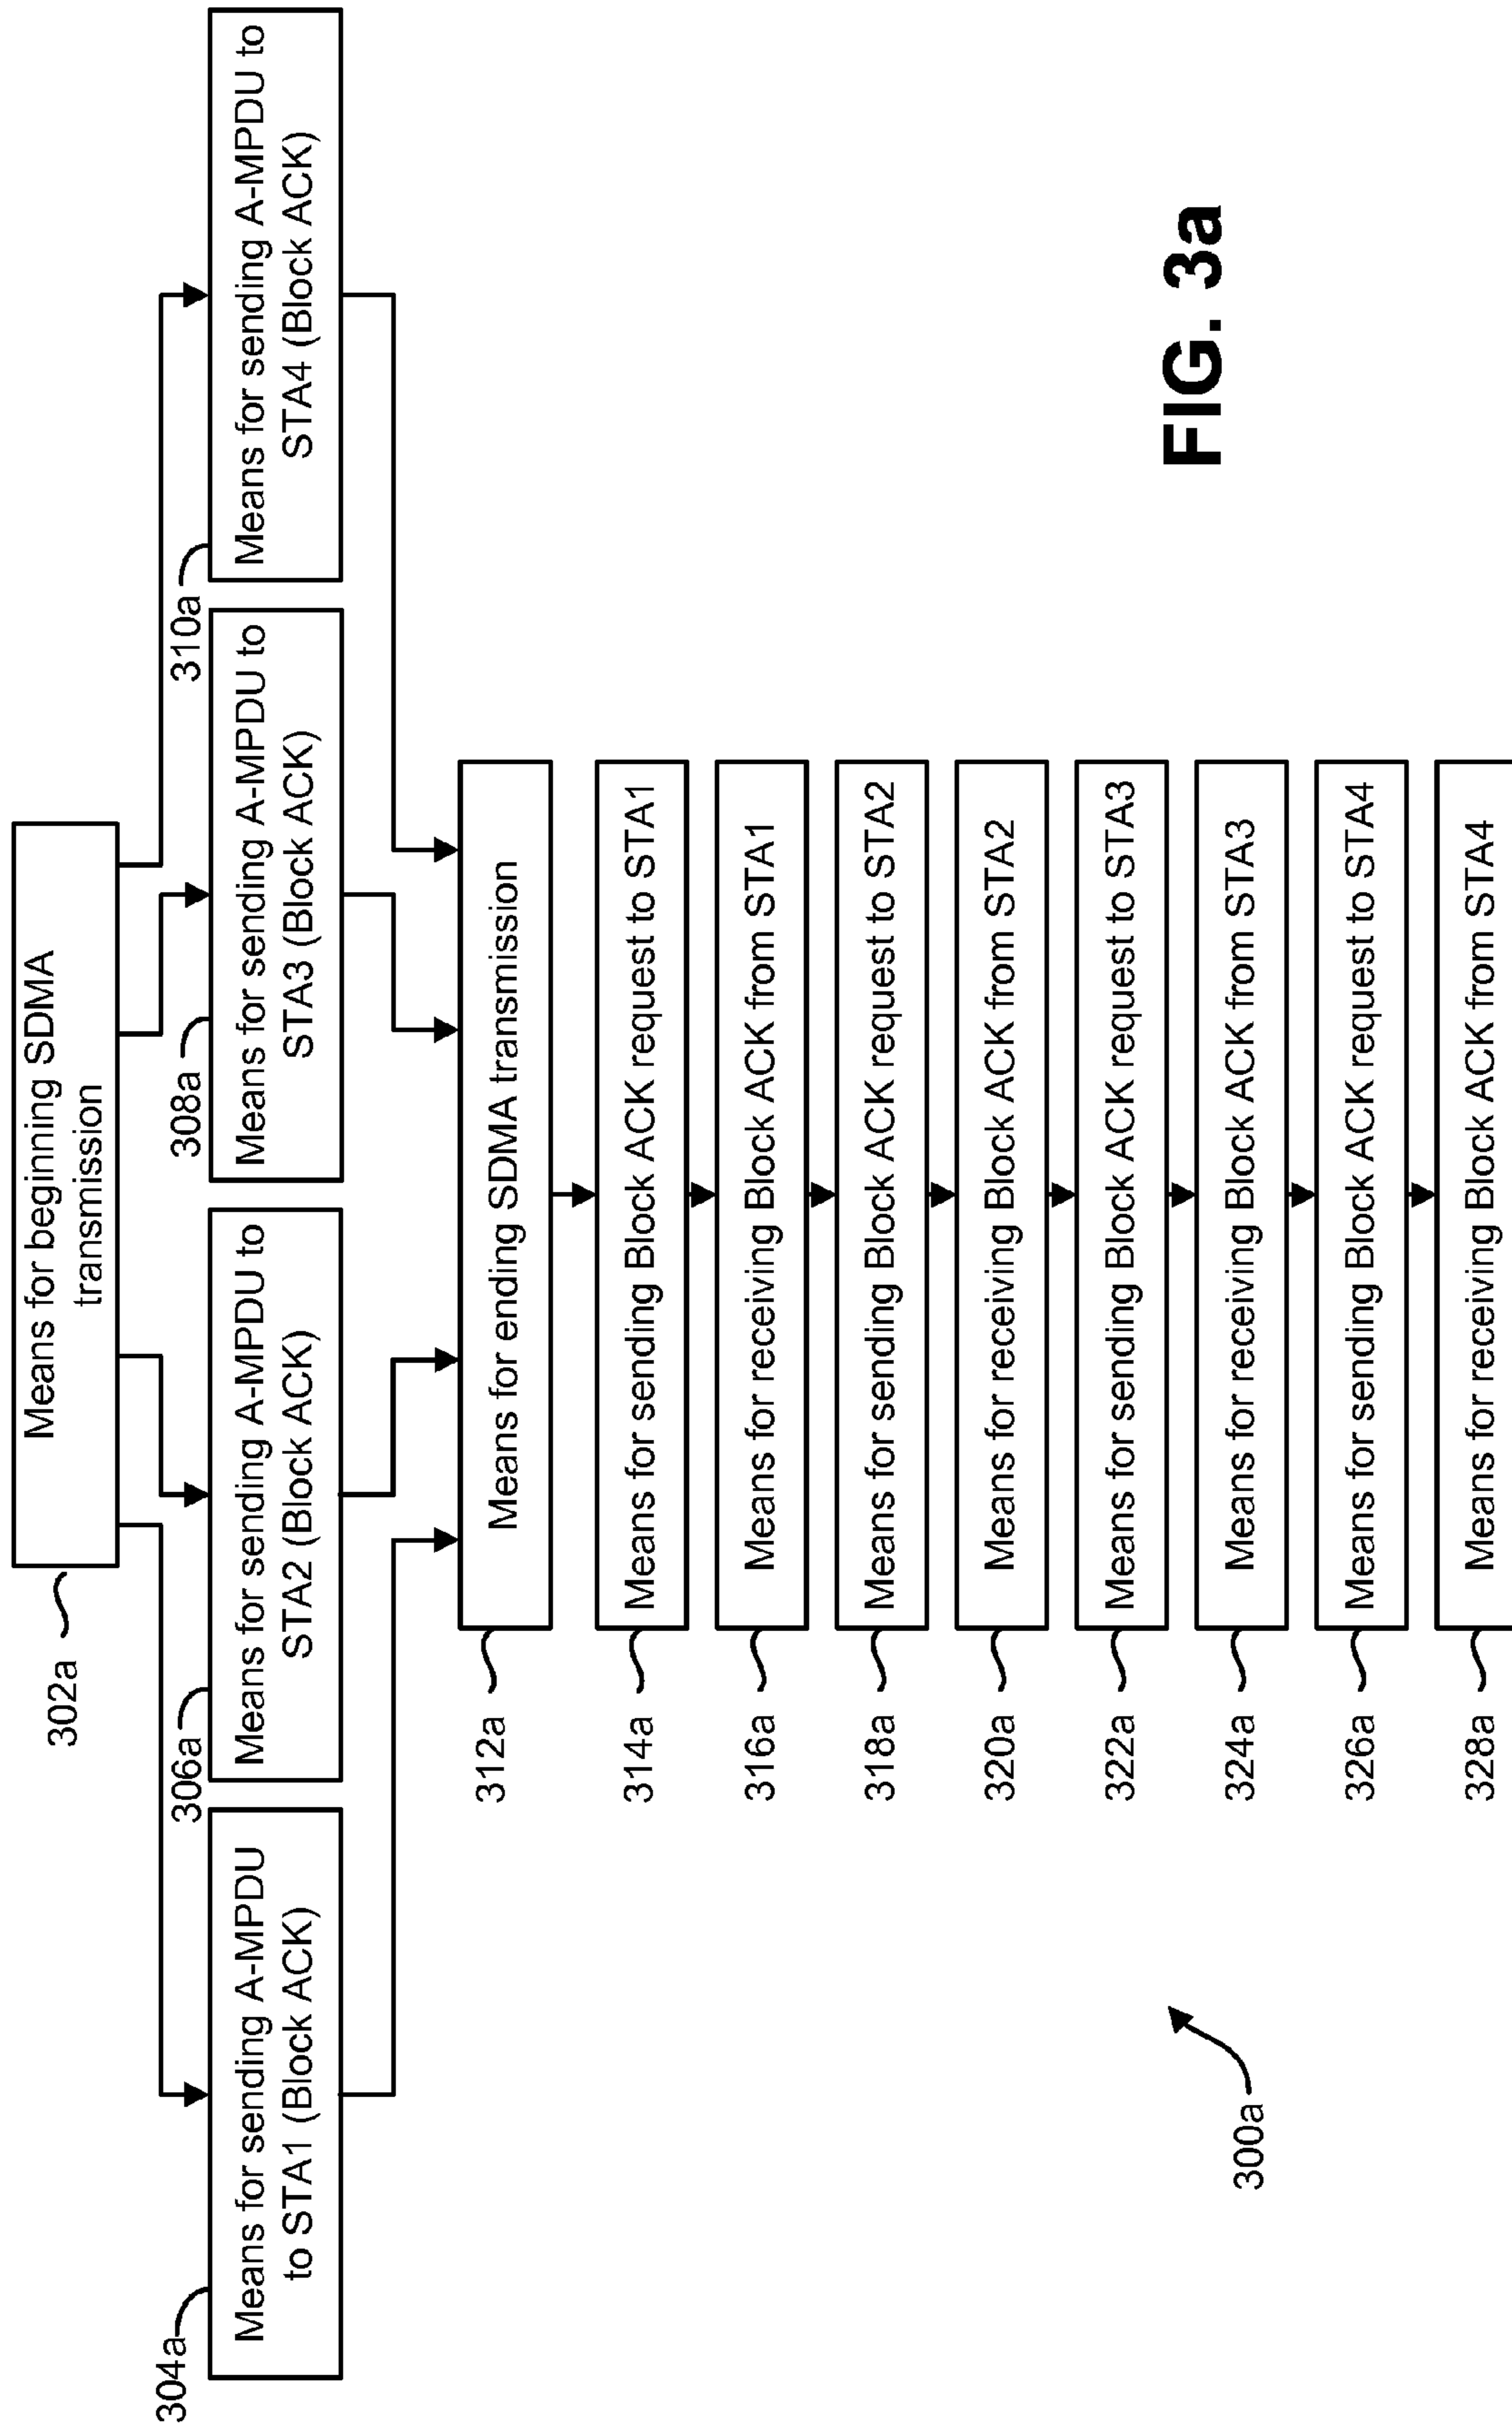 302a
Means for beginning SDMA
transmission
304a
Means for sending A-MPDU
to STA1 (Block ACK)
306a
Means for sending A-MPDU to
STA2 (Block ACK)
308a
Means for sending A-MPDU to
STA3 (Block ACK)
310a
Means for sending A-MPDU to
STA4 (Block ACK)
312a
Means for ending SDMA transmission
314a
Means for sending Block ACK request to STA1
316a
Means for receiving Block ACK from STA1
318a
Means for sending Block ACK request to STA2
320a
Means for receiving Block ACK from STA2
322a
Means for sending Block ACK request to STA3
324a
Means for receiving Block ACK from STA3
326a
Means for sending Block ACK request to STA4
328a
Means for receiving Block ACK from STA4
300a
FIG. 3a